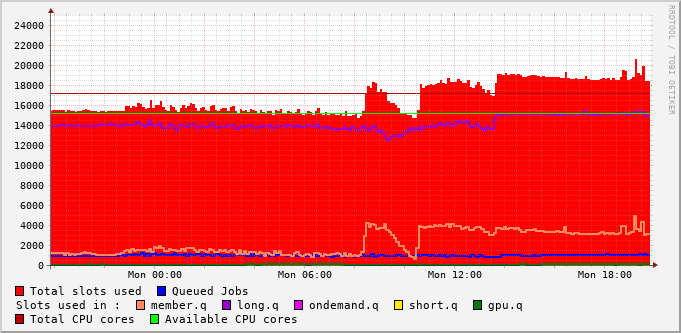 RRDTOOL / TOBI OETIKER
24000
22000
20000
18000
16000
14000
12000
10000
8000
6000
4000
2000
0
Mon 00:00 Mon 06:00 Mon 12:00 Mon 18:00
Total slots used Queued Jobs
Slots used in : member.q long.q ondemand.q short.q gpu.q
Total CPU cores Available CPU cores